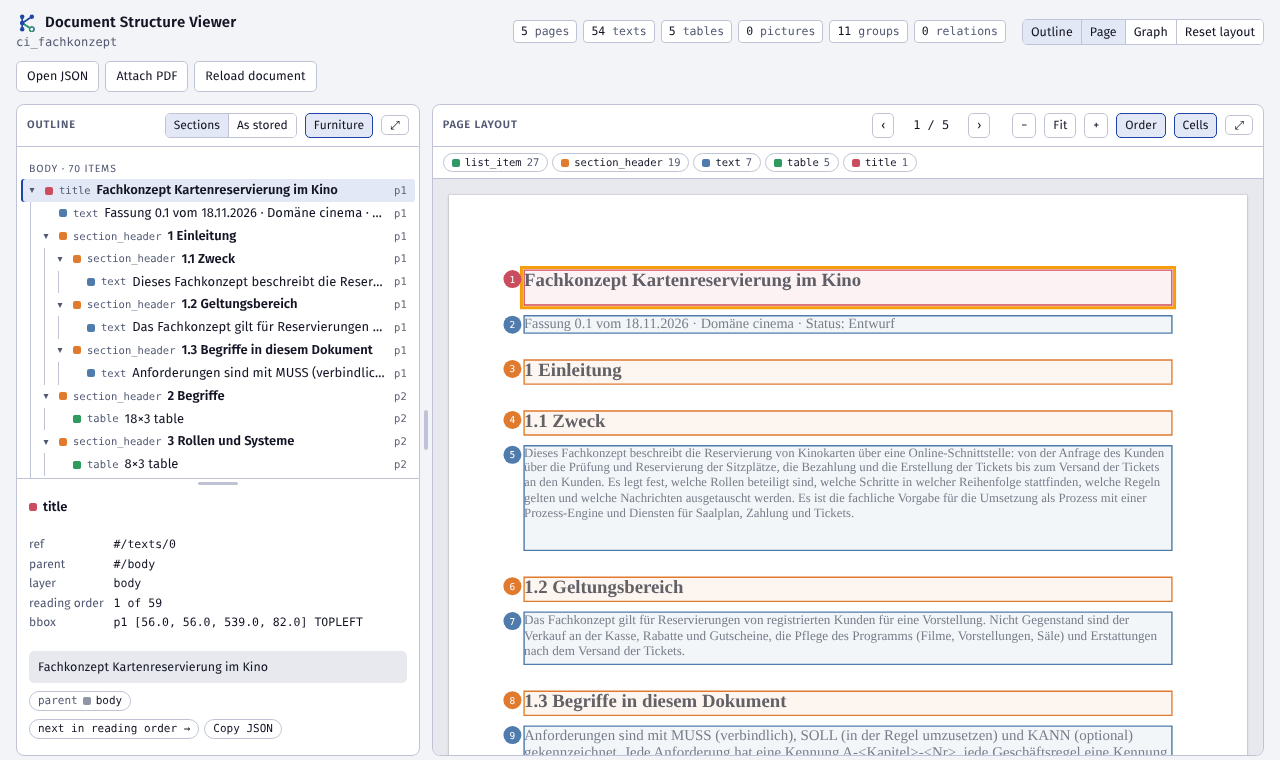 Document Structure Viewer
ci_fachkonzept
5 pages 54 texts 5 tables 0 pictures 11 groups 0 relations
Outline Page Graph Reset layout
Open JSON Attach PDF Reload document
OUTLINE Sections As stored Furniture
BODY · 70 ITEMS
title Fachkonzept Kartenreservierung im Kino p1
text Fassung 0.1 vom 18.11.2026 · Domäne cinema · ... p1
section_header 1 Einleitung p1
section_header 1.1 Zweck p1
text Dieses Fachkonzept beschreibt die Reser... p1
section_header 1.2 Geltungsbereich p1
text Das Fachkonzept gilt für Reservierungen ... p1
section_header 1.3 Begriffe in diesem Dokument p1
text Anforderungen sind mit MUSS (verbindlic... p1
section_header 2 Begriffe p2
table 18×3 table p2
section_header 3 Rollen und Systeme p2
table 8×3 table p2
title
ref #/texts/0
parent #/body
layer body
reading order 1 of 59
bbox p1 [56.0, 56.0, 539.0, 82.0] TOPLEFT
Fachkonzept Kartenreservierung im Kino
parent body
next in reading order → Copy JSON
PAGE LAYOUT ‹ 1 / 5 › − Fit + Order Cells
list_item 27 section_header 19 text 7 table 5 title 1
1 Fachkonzept Kartenreservierung im Kino
2 Fassung 0.1 vom 18.11.2026 · Domäne cinema · Status: Entwurf
3 1 Einleitung
4 1.1 Zweck
5 Dieses Fachkonzept beschreibt die Reservierung von Kinokarten über eine Online-Schnittstelle: von der Anfrage des Kunden
über die Prüfung und Reservierung der Sitzplätze, die Bezahlung und die Erstellung der Tickets bis zum Versand der Tickets
an den Kunden. Es legt fest, welche Rollen beteiligt sind, welche Schritte in welcher Reihenfolge stattfinden, welche Regeln
gelten und welche Nachrichten ausgetauscht werden. Es ist die fachliche Vorgabe für die Umsetzung als Prozess mit einer
Prozess-Engine und Diensten für Saalplan, Zahlung und Tickets.
6 1.2 Geltungsbereich
7 Das Fachkonzept gilt für Reservierungen von registrierten Kunden für eine Vorstellung. Nicht Gegenstand sind der
Verkauf an der Kasse, Rabatte und Gutscheine, die Pflege des Programms (Filme, Vorstellungen, Säle) und Erstattungen
nach dem Versand der Tickets.
8 1.3 Begriffe in diesem Dokument
9 Anforderungen sind mit MUSS (verbindlich), SOLL (in der Regel umzusetzen) und KANN (optional)
gekennzeichnet. Jede Anforderung hat eine Kennung A-<Kapitel>-<Nr>, jede Geschäftsregel eine Kennung